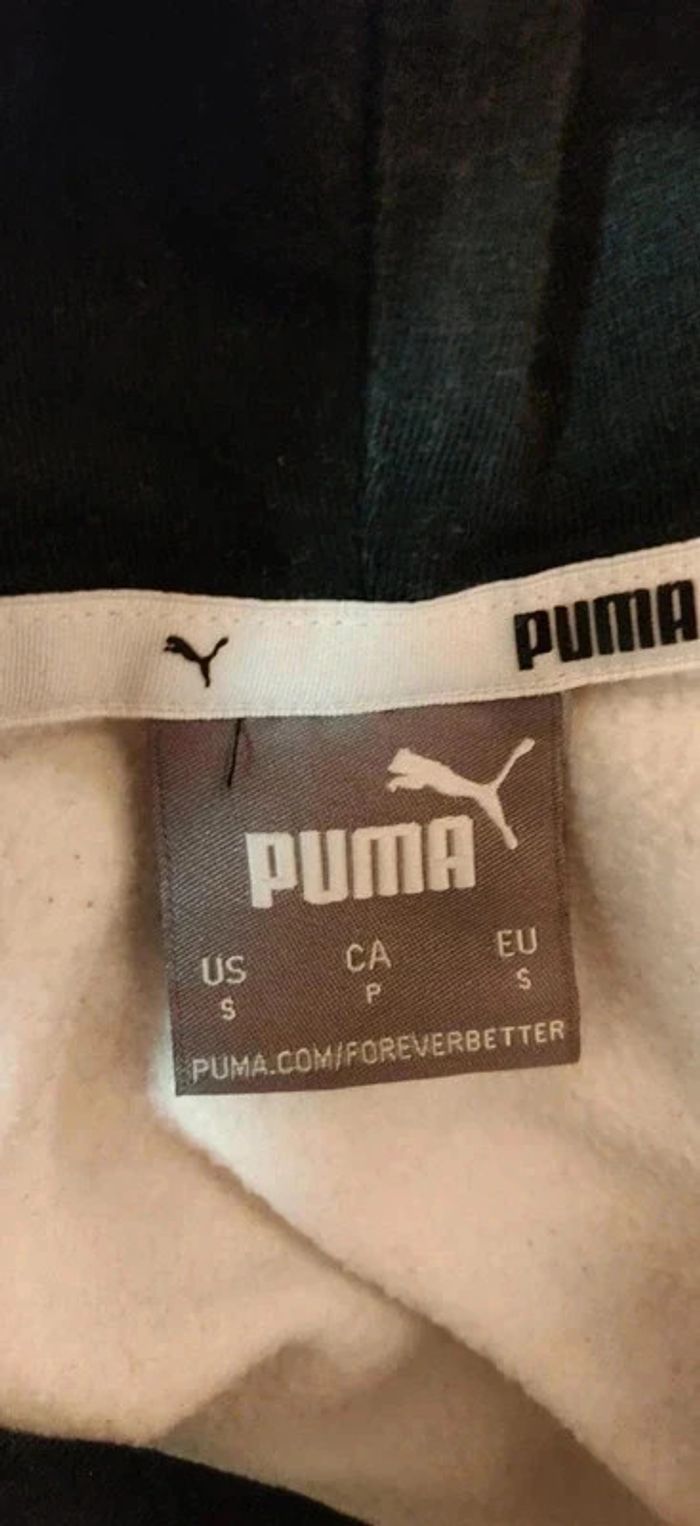 PUMA
PUMA
US CA EU
S P S
PUMA.COM/FOREVERBETTER